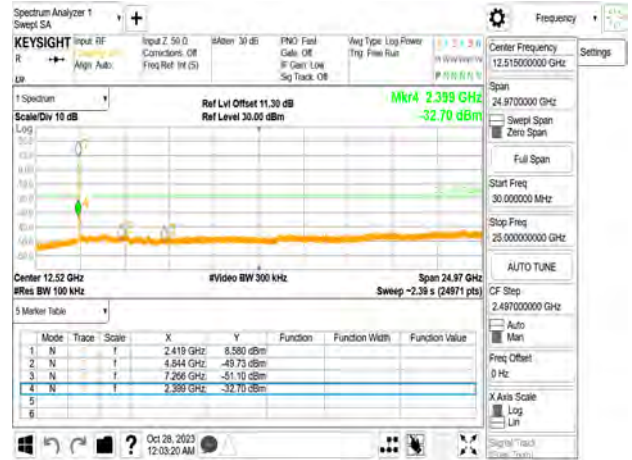 Spectrum Analyzer 1
Swept SA
Frequency
KEYSIGHT
Input: RF
Input Z: 50 Ω
#Atten: 30 dB
PNO: Fast
Avg Type: Log-Power
R
Corrections: Off
Gate: Off
Trig: Free Run
Align: Auto
Freq Ref: Int (S)
IF Gain: Low
Sig Track: Off
LW
1 Spectrum
Ref Lvl Offset 11.30 dB
Mkr4 2.399 GHz
Scale/Div 10 dB
Ref Level 30.00 dBm
-32.70 dBm
Log
Center 12.52 GHz
#Video BW 300 kHz
Span 24.97 GHz
#Res BW 100 kHz
Sweep ~2.39 s (24971 pts)
5 Marker Table
Mode Trace Scale X Y Function Function Width Function Value
1 N f 2.419 GHz 8.580 dBm
2 N f 4.844 GHz -49.73 dBm
3 N f 7.266 GHz -51.10 dBm
4 N f 2.399 GHz -32.70 dBm
5
6
Oct 28, 2023
12:03:20 AM
Center Frequency
12.515000000 GHz
Settings
Span
24.9700000 GHz
Swept Span
Zero Span
Full Span
Start Freq
30.000000 MHz
Stop Freq
25.000000000 GHz
AUTO TUNE
CF Step
2.497000000 GHz
Auto
Man
Freq Offset
0 Hz
X Axis Scale
Log
Lin
Signal Track